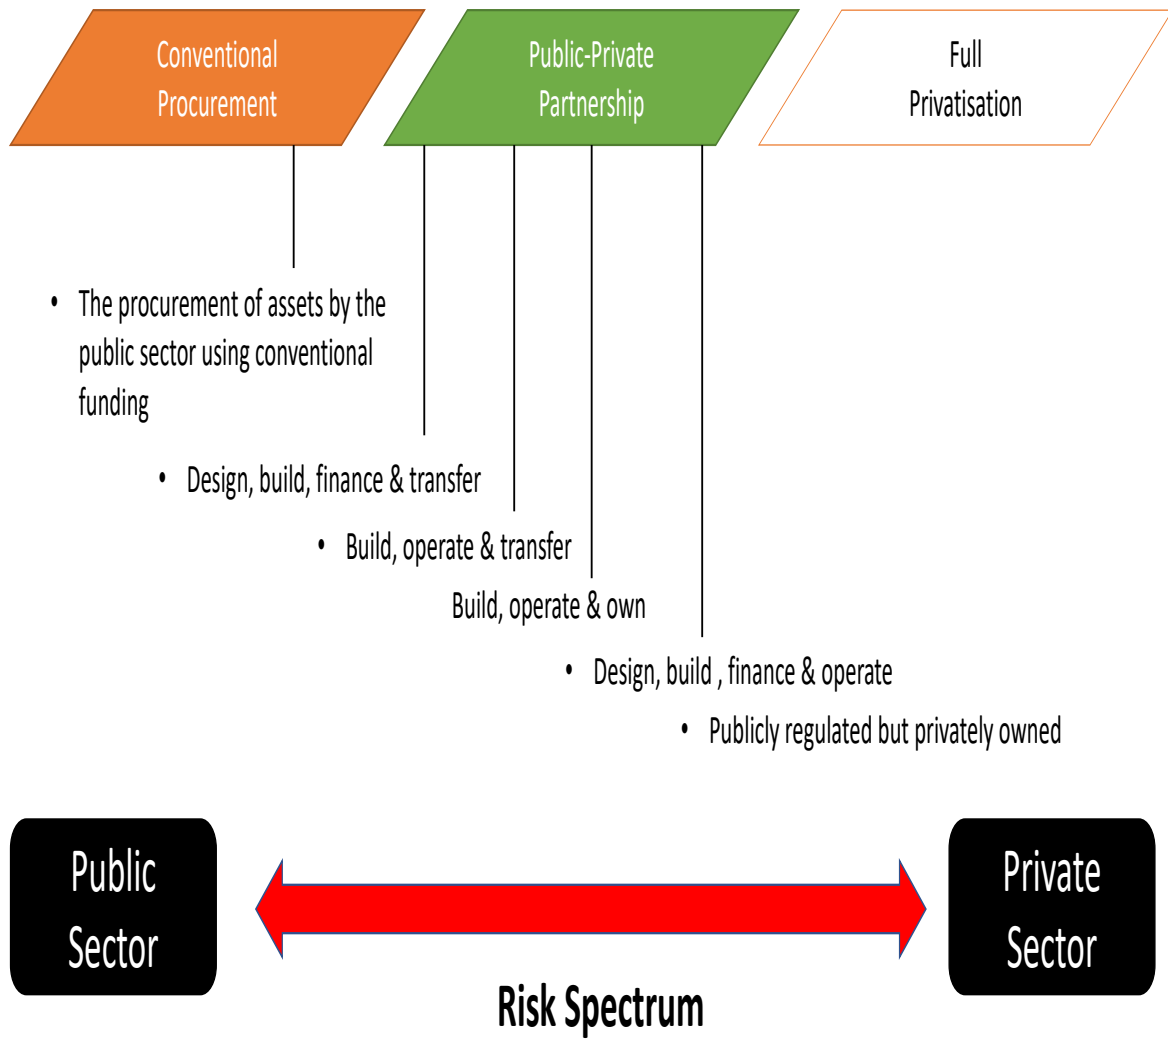 Conventional
Procurement
Public-Private
Partnership
Full
Privatisation
• The procurement of assets by the
public sector using conventional
funding
• Design, build, finance & transfer
• Build, operate & transfer
Build, operate & own
• Design, build , finance & operate
• Publicly regulated but privately owned
Public
Sector
Private
Sector
Risk Spectrum